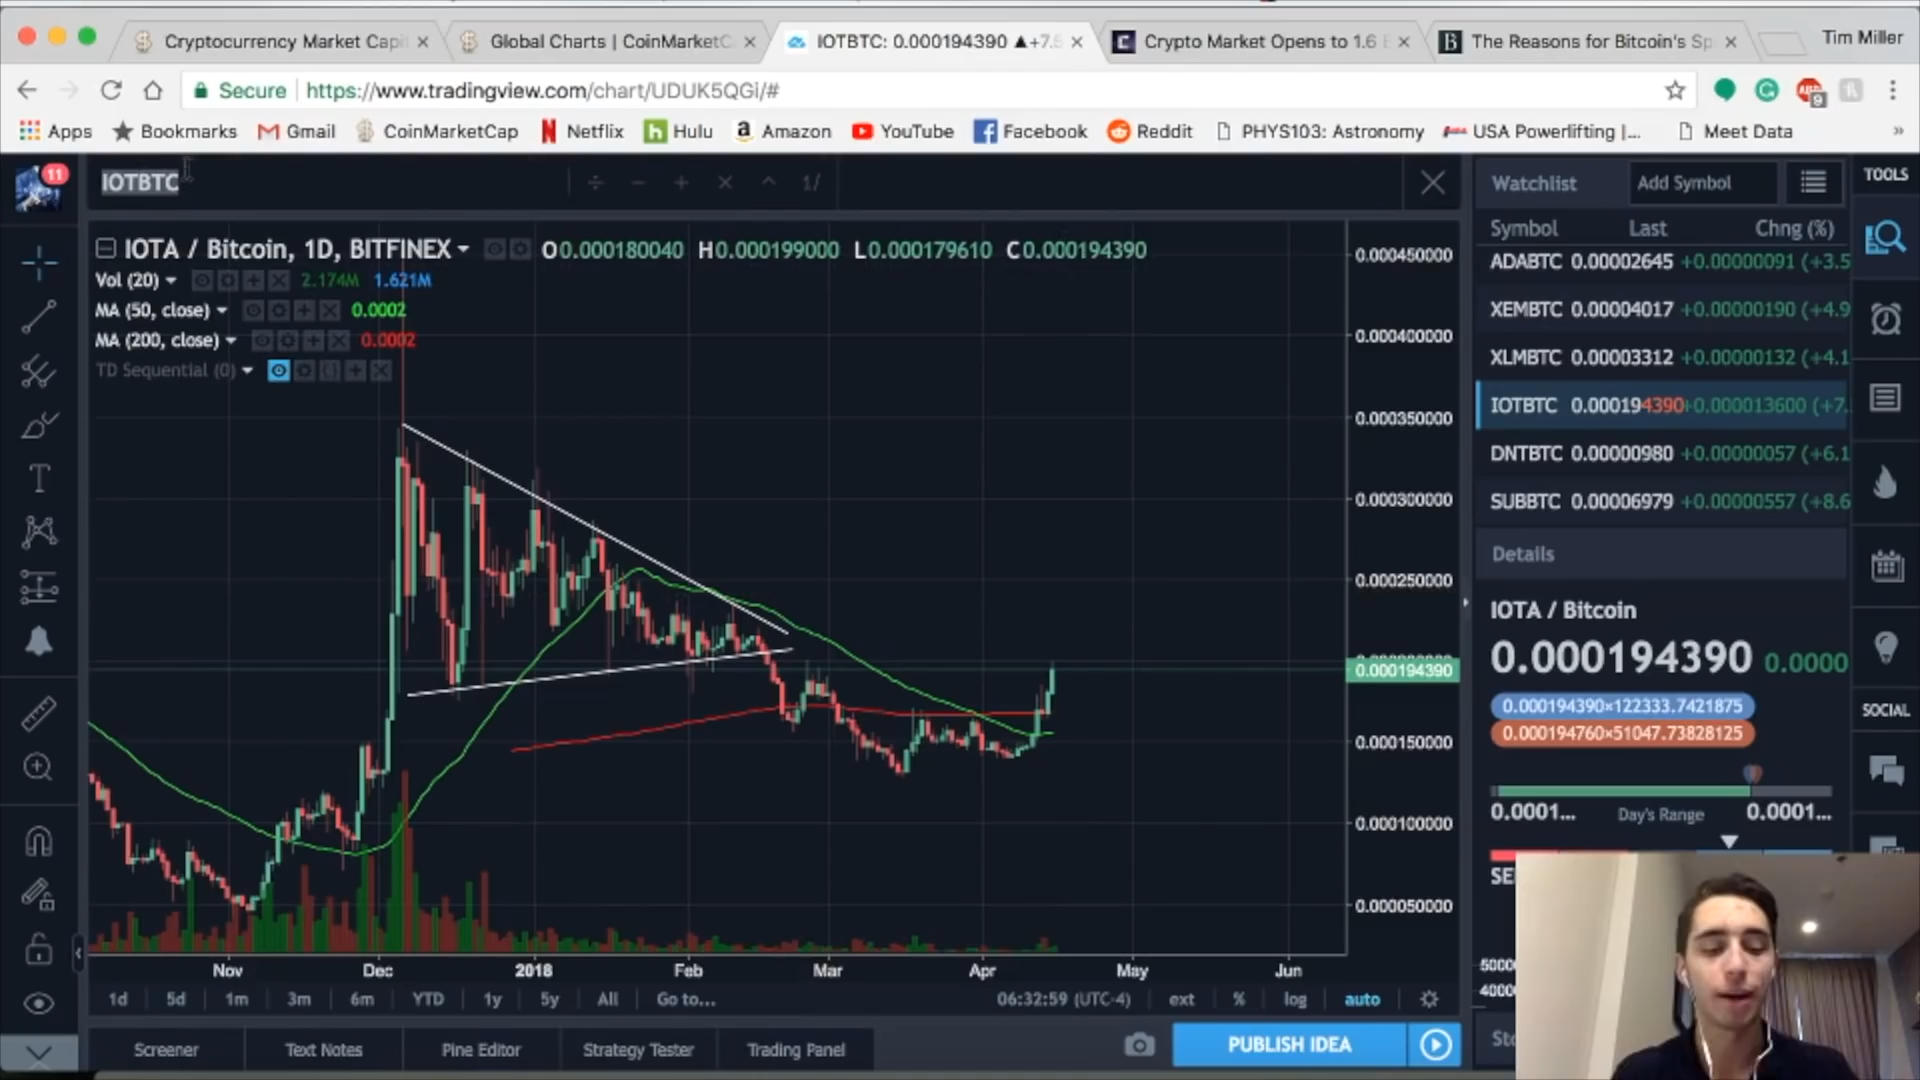 Cryptocurrency Market Capi
Global Charts | CoinMarketC
IOTBTC: 0.000194390 ▲+7.5
Crypto Market Opens to 1.6
The Reasons for Bitcoin's Sp
Tim Miller
Secure
https://www.tradingview.com/chart/UDUK5QGi/#
9
Apps
Bookmarks
Gmail
CoinMarketCap
Netflix
Hulu
Amazon
YouTube
Facebook
Reddit
PHYS103: Astronomy
USA Powerlifting |...
Meet Data
»
11
IOTBTC
÷ − + × ^ 1/
Watchlist
Add Symbol
TOOLS
IOTA / Bitcoin, 1D, BITFINEX
O0.000180040 H0.000199000 L0.000179610 C0.000194390
Vol (20) 2.174M 1.621M
MA (50, close) 0.0002
MA (200, close) 0.0002
TD Sequential (0)
0.000450000
0.000400000
0.000350000
0.000300000
0.000250000
0.000194390
0.000150000
0.000100000
0.000050000
Nov Dec 2018 Feb Mar Apr May Jun
Symbol Last Chng (%)
ADABTC 0.00002645 +0.00000091 (+3.5
XEMBTC 0.00004017 +0.00000190 (+4.9
XLMBTC 0.00003312 +0.00000132 (+4.1
IOTBTC 0.000194390 +0.000013600 (+7.
DNTBTC 0.00000980 +0.00000057 (+6.1
SUBBTC 0.00006979 +0.00000557 (+8.6
Details
IOTA / Bitcoin
0.000194390 0.0000
0.000194390×122333.7421875
0.000194760×51047.73828125
0.0001... Day's Range 0.0001...
SOCIAL
SE
5000
4000
Sto
1d 5d 1m 3m 6m YTD 1y 5y All Go to...
06:32:59 (UTC-4) ext % log auto
Screener
Text Notes
Pine Editor
Strategy Tester
Trading Panel
PUBLISH IDEA